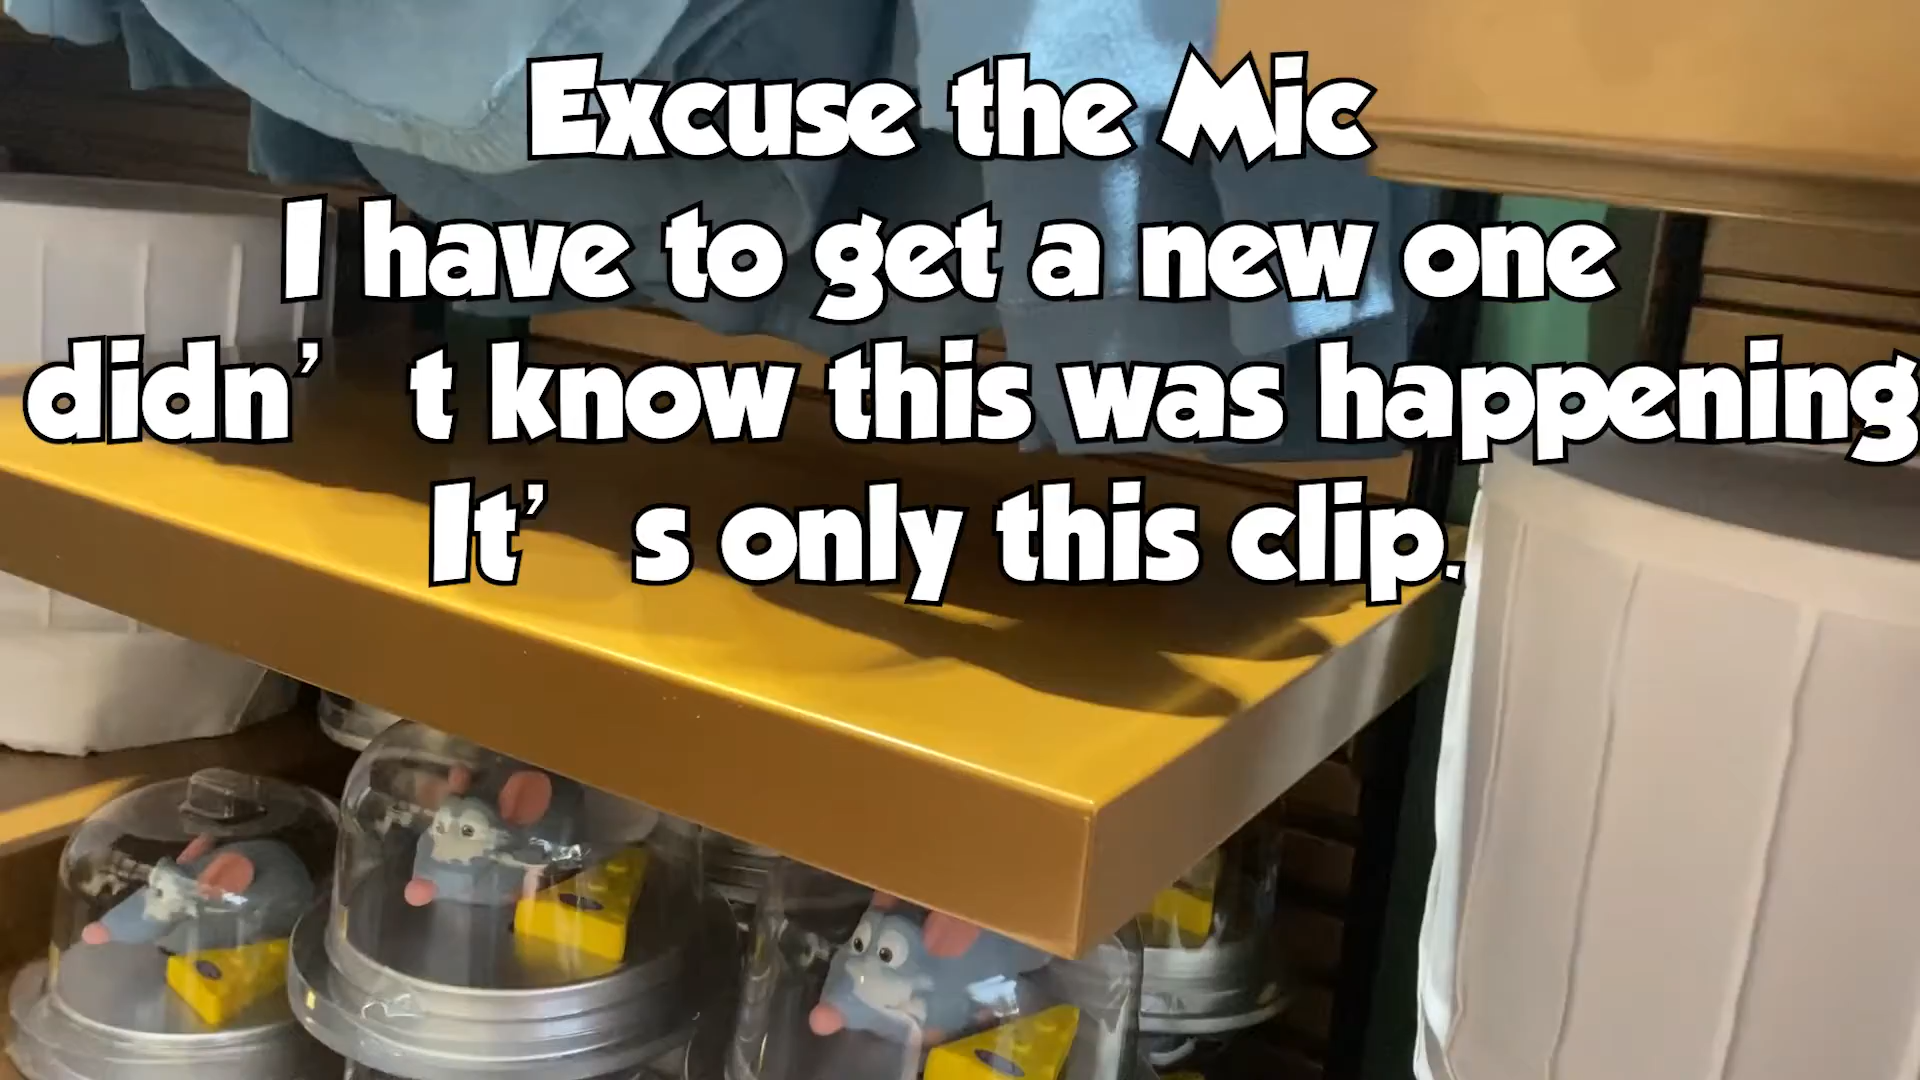 Excuse the Mic
I have to get a new one
didn’t know this was happening
It’s only this clip.